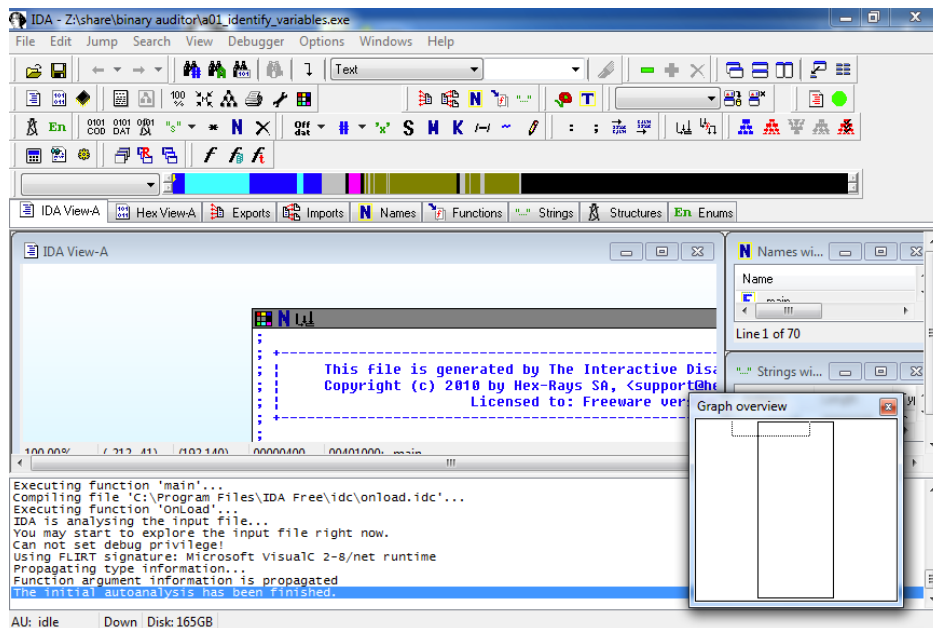 IDA - Z:\share\binary auditor\a01_identify_variables.exe
File Edit Jump Search View Debugger Options Windows Help
Text
En
Off
S M K
IDA View-A Hex View-A Exports Imports N Names Functions Strings Structures En Enums
IDA View-A
N Names wi...
Name
Line 1 of 70
"..." Strings wi...
; This file is generated by The Interactive Disa
; Copyright (c) 2010 by Hex-Rays SA, <support@he
; Licensed to: Freeware ver
Graph overview
100.00% (-212,-41) (192,140) 00000400 00401000: main
Executing function 'main'...
Compiling file 'C:\Program Files\IDA Free\idc\onload.idc'...
Executing function 'OnLoad'...
IDA is analysing the input file...
You may start to explore the input file right now.
Can not set debug privilege!
Using FLIRT signature: Microsoft VisualC 2-8/net runtime
Propagating type information...
Function argument information is propagated
The initial autoanalysis has been finished.
AU: idle Down Disk: 165GB